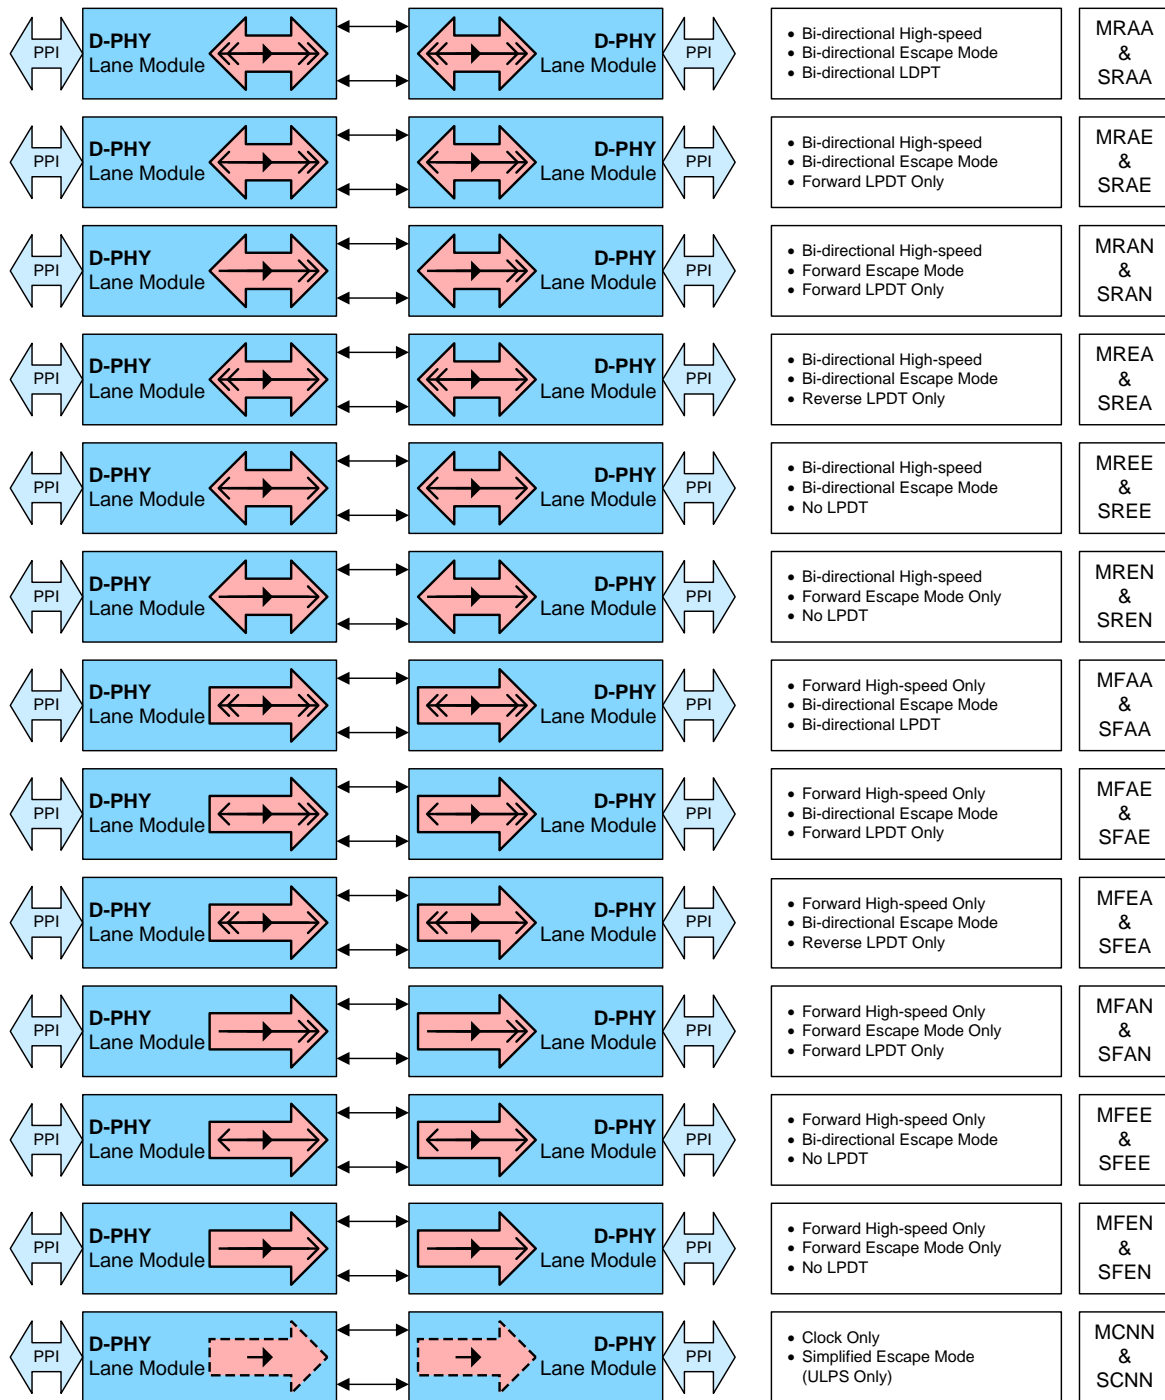 PPI
D-PHY
Lane Module
D-PHY
Lane Module
PPI
• Bi-directional High-speed
• Bi-directional Escape Mode
• Bi-directional LDPT
MRAA
&
SRAA
PPI
D-PHY
Lane Module
D-PHY
Lane Module
PPI
• Bi-directional High-speed
• Bi-directional Escape Mode
• Forward LPDT Only
MRAE
&
SRAE
PPI
D-PHY
Lane Module
D-PHY
Lane Module
PPI
• Bi-directional High-speed
• Forward Escape Mode
• Forward LPDT Only
MRAN
&
SRAN
PPI
D-PHY
Lane Module
D-PHY
Lane Module
PPI
• Bi-directional High-speed
• Bi-directional Escape Mode
• Reverse LPDT Only
MREA
&
SREA
PPI
D-PHY
Lane Module
D-PHY
Lane Module
PPI
• Bi-directional High-speed
• Bi-directional Escape Mode
• No LPDT
MREE
&
SREE
PPI
D-PHY
Lane Module
D-PHY
Lane Module
PPI
• Bi-directional High-speed
• Forward Escape Mode Only
• No LPDT
MREN
&
SREN
PPI
D-PHY
Lane Module
D-PHY
Lane Module
PPI
• Forward High-speed Only
• Bi-directional Escape Mode
• Bi-directional LPDT
MFAA
&
SFAA
PPI
D-PHY
Lane Module
D-PHY
Lane Module
PPI
• Forward High-speed Only
• Bi-directional Escape Mode
• Forward LPDT Only
MFAE
&
SFAE
PPI
D-PHY
Lane Module
D-PHY
Lane Module
PPI
• Forward High-speed Only
• Bi-directional Escape Mode
• Reverse LPDT Only
MFEA
&
SFEA
PPI
D-PHY
Lane Module
D-PHY
Lane Module
PPI
• Forward High-speed Only
• Forward Escape Mode Only
• Forward LPDT Only
MFAN
&
SFAN
PPI
D-PHY
Lane Module
D-PHY
Lane Module
PPI
• Forward High-speed Only
• Bi-directional Escape Mode
• No LPDT
MFEE
&
SFEE
PPI
D-PHY
Lane Module
D-PHY
Lane Module
PPI
• Forward High-speed Only
• Forward Escape Mode Only
• No LPDT
MFEN
&
SFEN
PPI
D-PHY
Lane Module
D-PHY
Lane Module
PPI
• Clock Only
• Simplified Escape Mode
(ULPS Only)
MCNN
&
SCNN